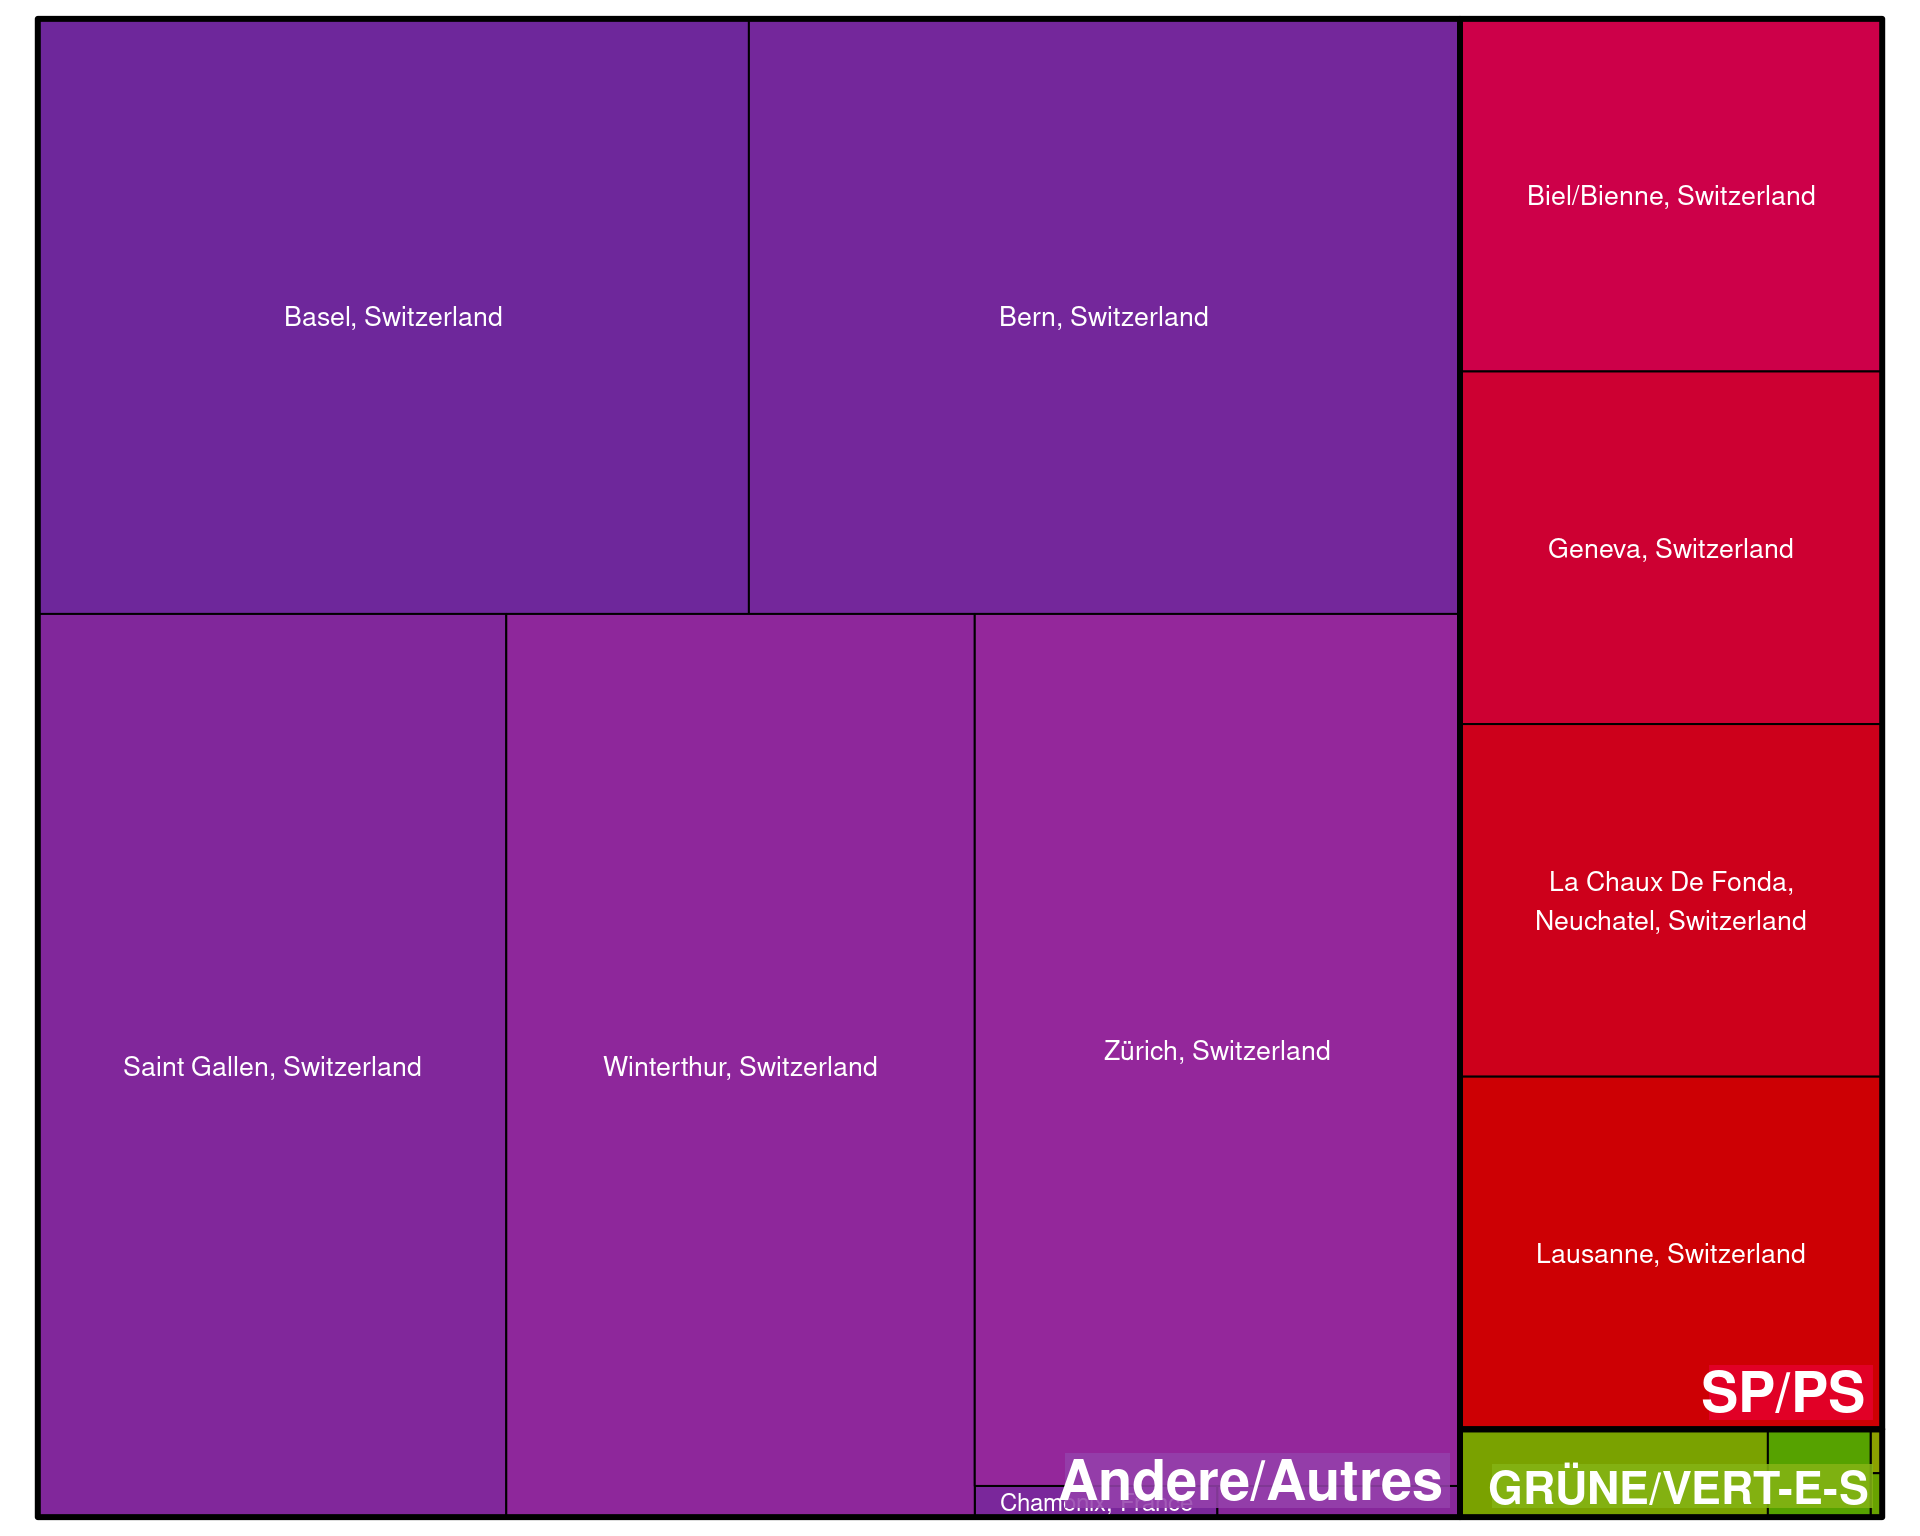 Basel, Switzerland
Bern, Switzerland
Biel/Bienne, Switzerland
Geneva, Switzerland
La Chaux De Fonda,
Neuchatel, Switzerland
Saint Gallen, Switzerland
Winterthur, Switzerland
Zürich, Switzerland
Lausanne, Switzerland
SP/PS
Andere/Autres
Chamonix, France
GRÜNE/VERT-E-S